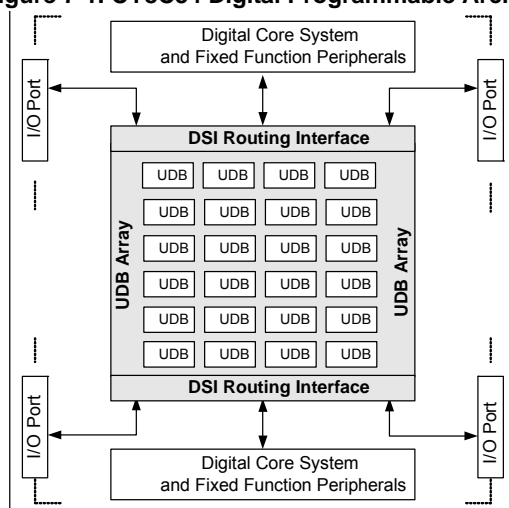 Digital Programmable
Digital Core System
and Fixed Function Peripherals
I/O Port
I/O Port
DSI Routing Interface
UDB UDB UDB UDB
UDB UDB UDB UDB
UDB UDB UDB UDB
UDB Array
UDB Array
UDB UDB UDB UDB
UDB UDB UDB UDB
UDB UDB UDB UDB
DSI Routing Interface
I/O Port
I/O Port
Digital Core System
and Fixed Function Peripherals